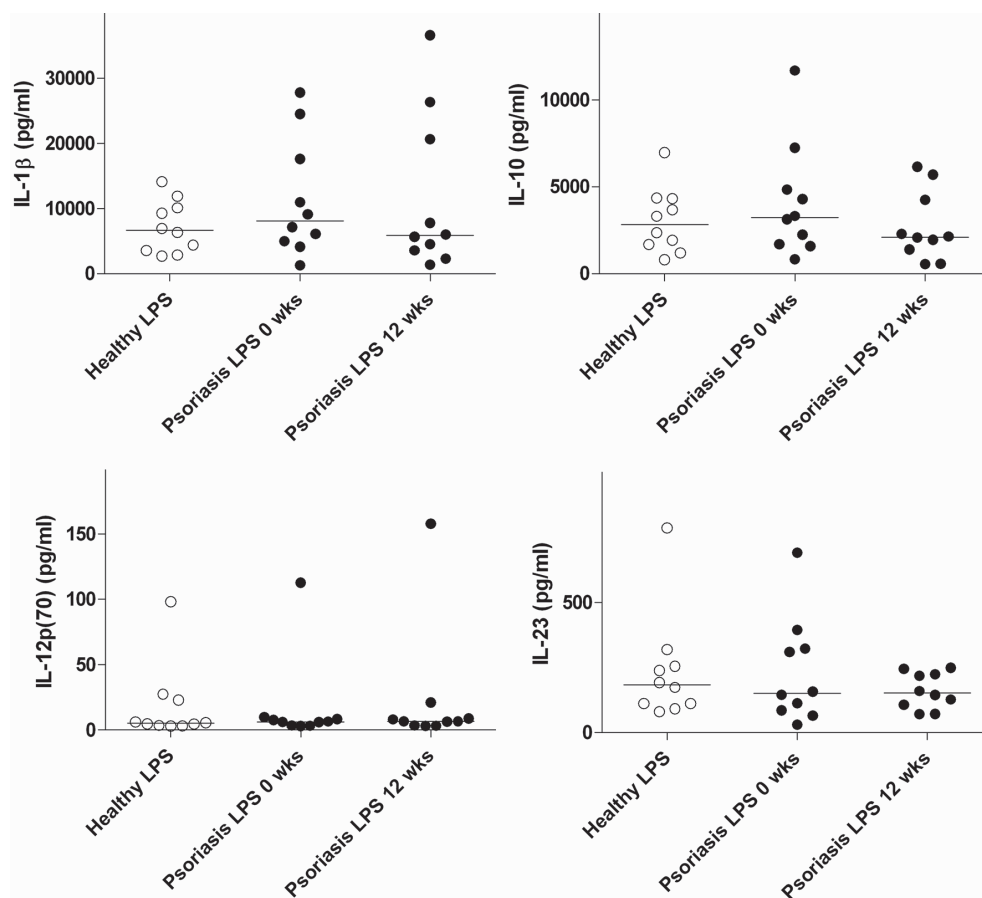 IL-1β (pg/ml)
30000
20000
10000
0
Healthy LPS
Psoriasis LPS 0 wks
Psoriasis LPS 12 wks
IL-10 (pg/ml)
10000
5000
0
Healthy LPS
Psoriasis LPS 0 wks
Psoriasis LPS 12 wks
IL-12p(70) (pg/ml)
150
100
50
0
Healthy LPS
Psoriasis LPS 0 wks
Psoriasis LPS 12 wks
IL-23 (pg/ml)
500
0
Healthy LPS
Psoriasis LPS 0 wks
Psoriasis LPS 12 wks